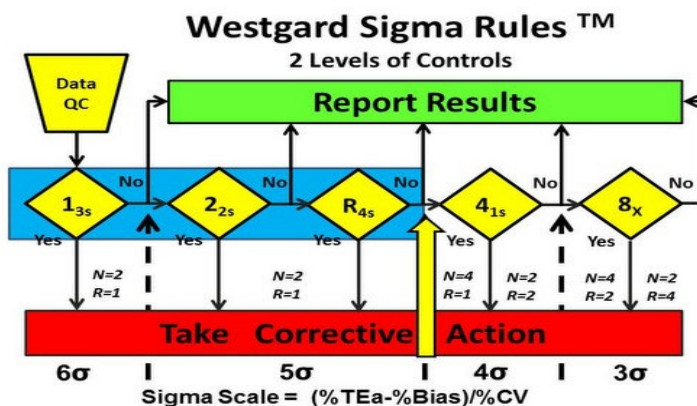 Westgard Sigma Rules TM
2 Levels of Controls
Data
QC
Report Results
No
No
No
No
No
13s
22s
R4s
41s
8X
Yes
Yes
Yes
Yes
Yes
N=2
R=1
N=2
R=1
N=4
R=1
N=2
R=2
N=4
R=2
N=2
R=4
Take Corrective Action
6σ
5σ
4σ
3σ
Sigma Scale = (%TEa-%Bias)/%CV